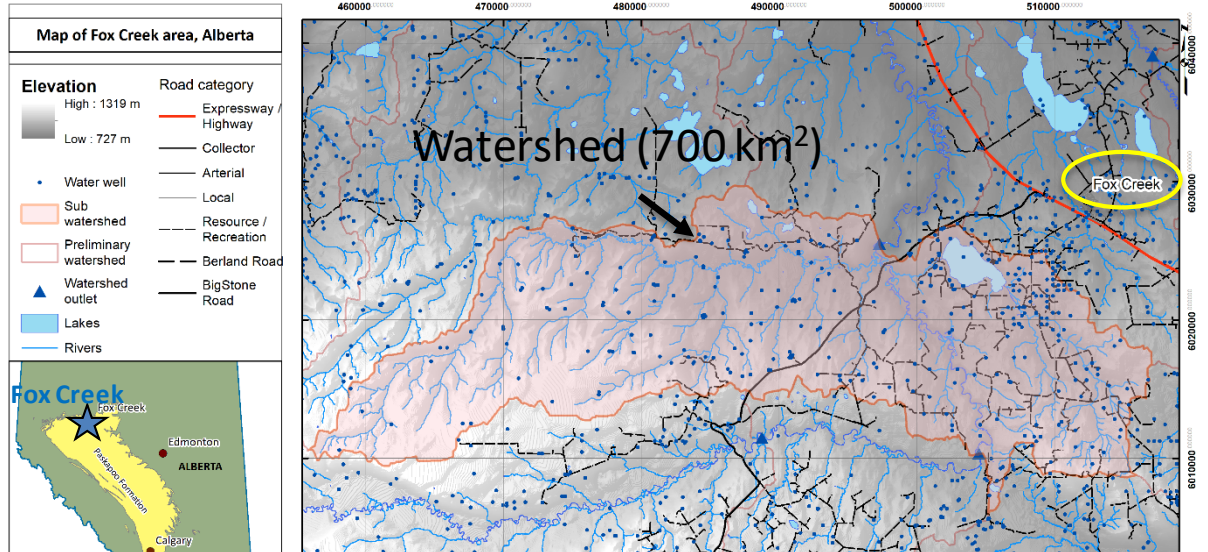 Map of Fox Creek area, Alberta
Elevation
High : 1319 m
Low : 727 m
Water well
Sub
watershed
Preliminary
watershed
Watershed
outlet
Lakes
Rivers
Road category
Expressway /
Highway
Collector
Arterial
Local
Resource /
Recreation
Berland Road
BigStone
Road
Fox Creek
Fox Creek
Edmonton
ALBERTA
Paskapoo Formation
Calgary
460000
470000
480000
490000
500000
510000
Watershed (700 km²)
Fox Creek
6040000
6030000
6020000
6010000